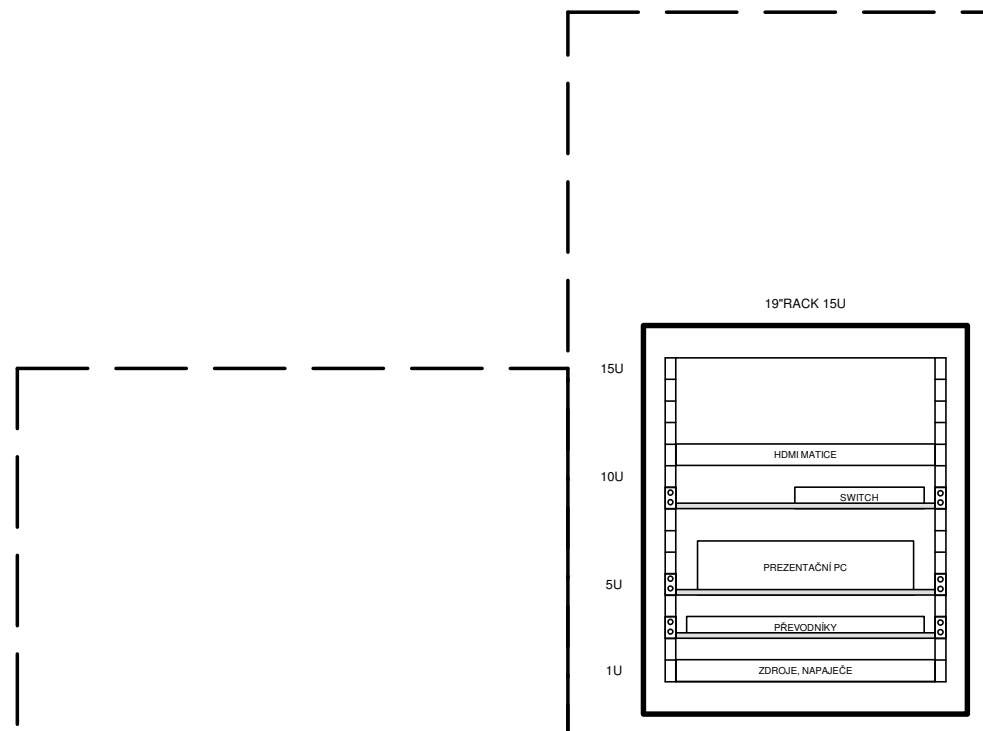 19"RACK 15U
15U
HDMI MATICE
10U
SWITCH
PREZENTAČNÍ PC
5U
PŘEVODNÍKY
1U
ZDROJE, NAPAJEČE